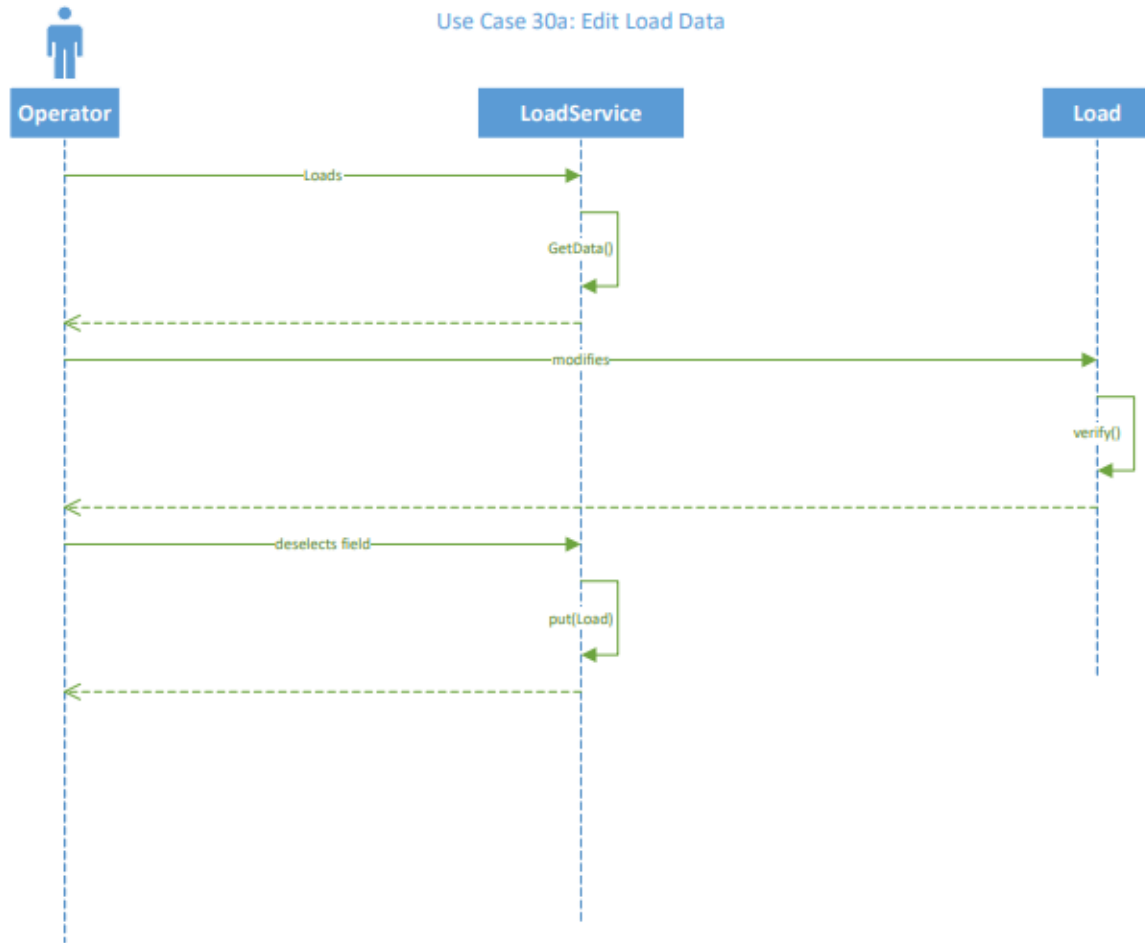 Use Case 30a: Edit Load Data
Operator
LoadService
Load
Loads
GetData()
modifies
verify()
deselects field
put(Load)